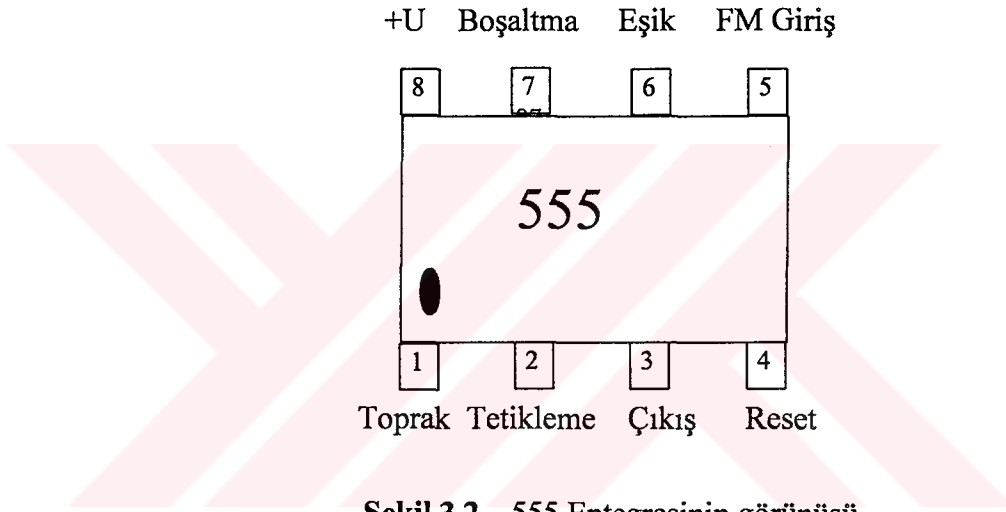 +U Boşaltma Eşik FM Giriş
8 7 6 5
555
1 2 3 4
Toprak Tetikleme Çıkış Reset
Şekil 3.2 555 Entegresinin görünüşü